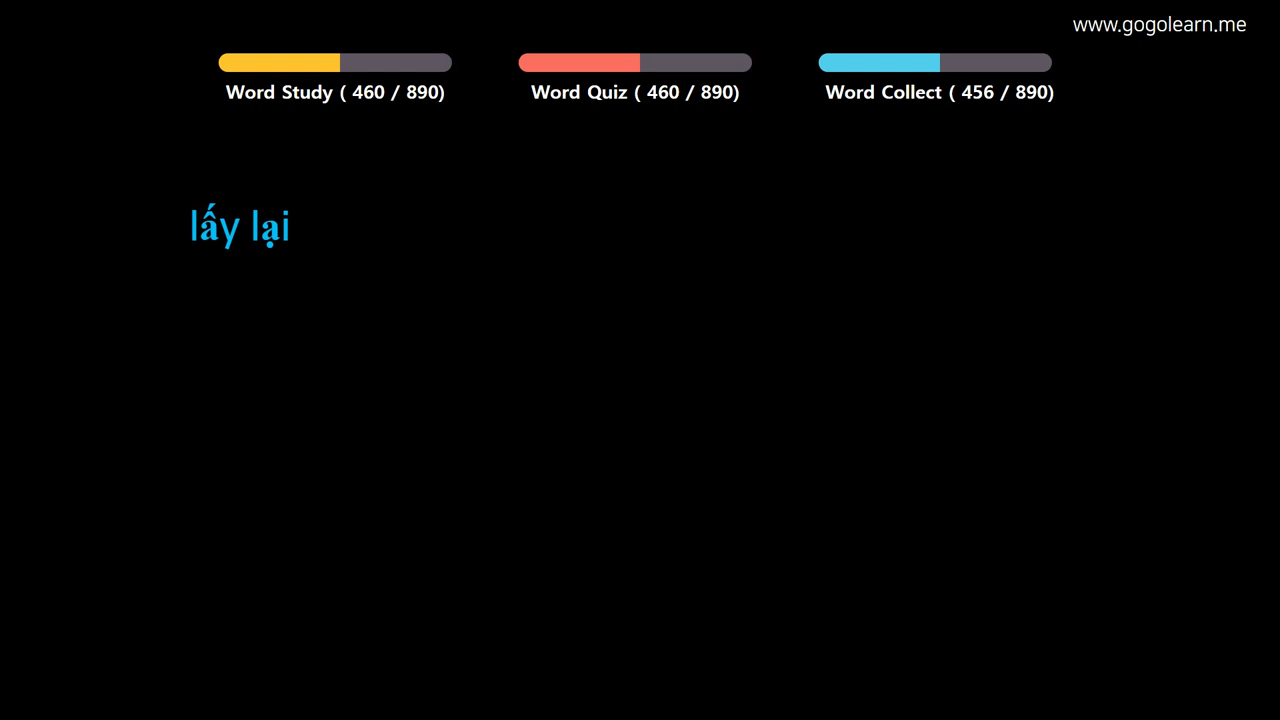 www.gogolearn.me
Word Study ( 460 / 890)
Word Quiz ( 460 / 890)
Word Collect ( 456 / 890)
lấy lại